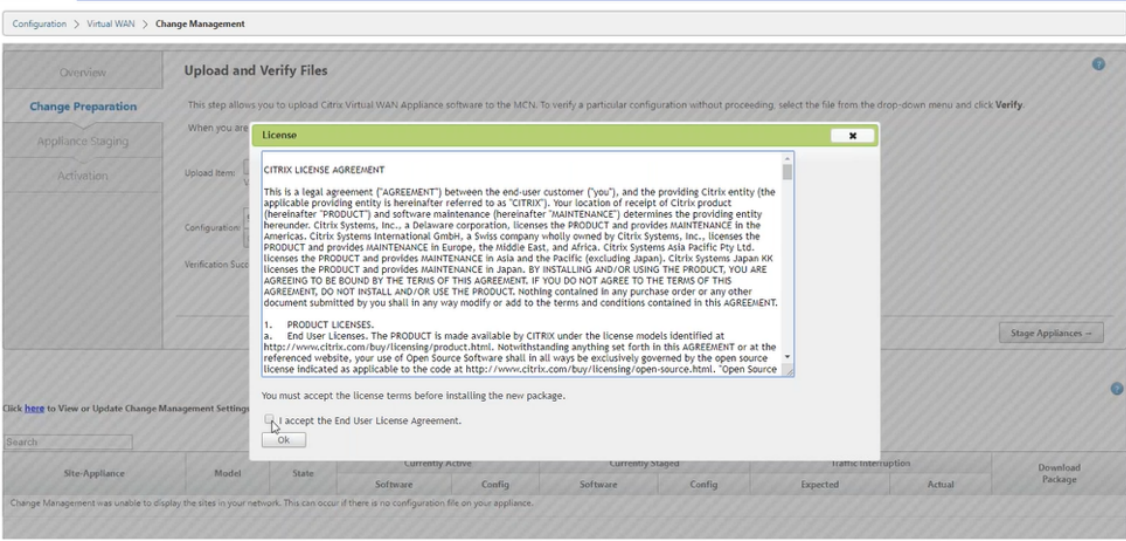 Configuration > Virtual WAN > Change Management
Overview
Change Preparation
Appliance Staging
Activation
Upload and Verify Files
This step allows you to upload Citrix Virtual WAN Appliance software to the MCN. To verify a particular configuration without proceeding, select the file from the drop-down menu and click Verify.
When you are
Upload Item:
Configuration:
Verification Succ
License
CITRIX LICENSE AGREEMENT
This is a legal agreement ("AGREEMENT") between the end-user customer ("you"), and the providing Citrix entity (the
applicable providing entity is hereinafter referred to as "CITRIX"). Your location of receipt of Citrix product
(hereinafter "PRODUCT") and software maintenance (hereinafter "MAINTENANCE") determines the providing entity
hereunder. Citrix Systems, Inc., a Delaware corporation, licenses the PRODUCT and provides MAINTENANCE in the
Americas. Citrix Systems International GmbH, a Swiss company wholly owned by Citrix Systems, Inc., licenses the
PRODUCT and provides MAINTENANCE in Europe, the Middle East, and Africa. Citrix Systems Asia Pacific Pty Ltd.
licenses the PRODUCT and provides MAINTENANCE in Asia and the Pacific (excluding Japan). Citrix Systems Japan KK
licenses the PRODUCT and provides MAINTENANCE in Japan. BY INSTALLING AND/OR USING THE PRODUCT, YOU ARE
AGREEING TO BE BOUND BY THE TERMS OF THIS AGREEMENT. IF YOU DO NOT AGREE TO THE TERMS OF THIS
AGREEMENT, DO NOT INSTALL AND/OR USE THE PRODUCT. Nothing contained in any purchase order or any other
document submitted by you shall in any way modify or add to the terms and conditions contained in this AGREEMENT.
1. PRODUCT LICENSES.
a. End User Licenses. The PRODUCT is made available by CITRIX under the license models identified at
http://www.citrix.com/buy/licensing/product.html. Notwithstanding anything set forth in this AGREEMENT or at the
referenced website, your use of Open Source Software shall in all ways be exclusively governed by the open source
license indicated as applicable to the code at http://www.citrix.com/buy/licensing/open-source.html. "Open Source
You must accept the license terms before installing the new package.
I accept the End User License Agreement.
Ok
Stage Appliances
Click here to View or Update Change Management Settings
Search
Site-Appliance
Model
State
Currently Active
Software
Config
Currently Staged
Software
Config
Traffic Interruption
Expected
Actual
Download
Package
Change Management was unable to display the sites in your network. This can occur if there is no configuration file on your appliance.